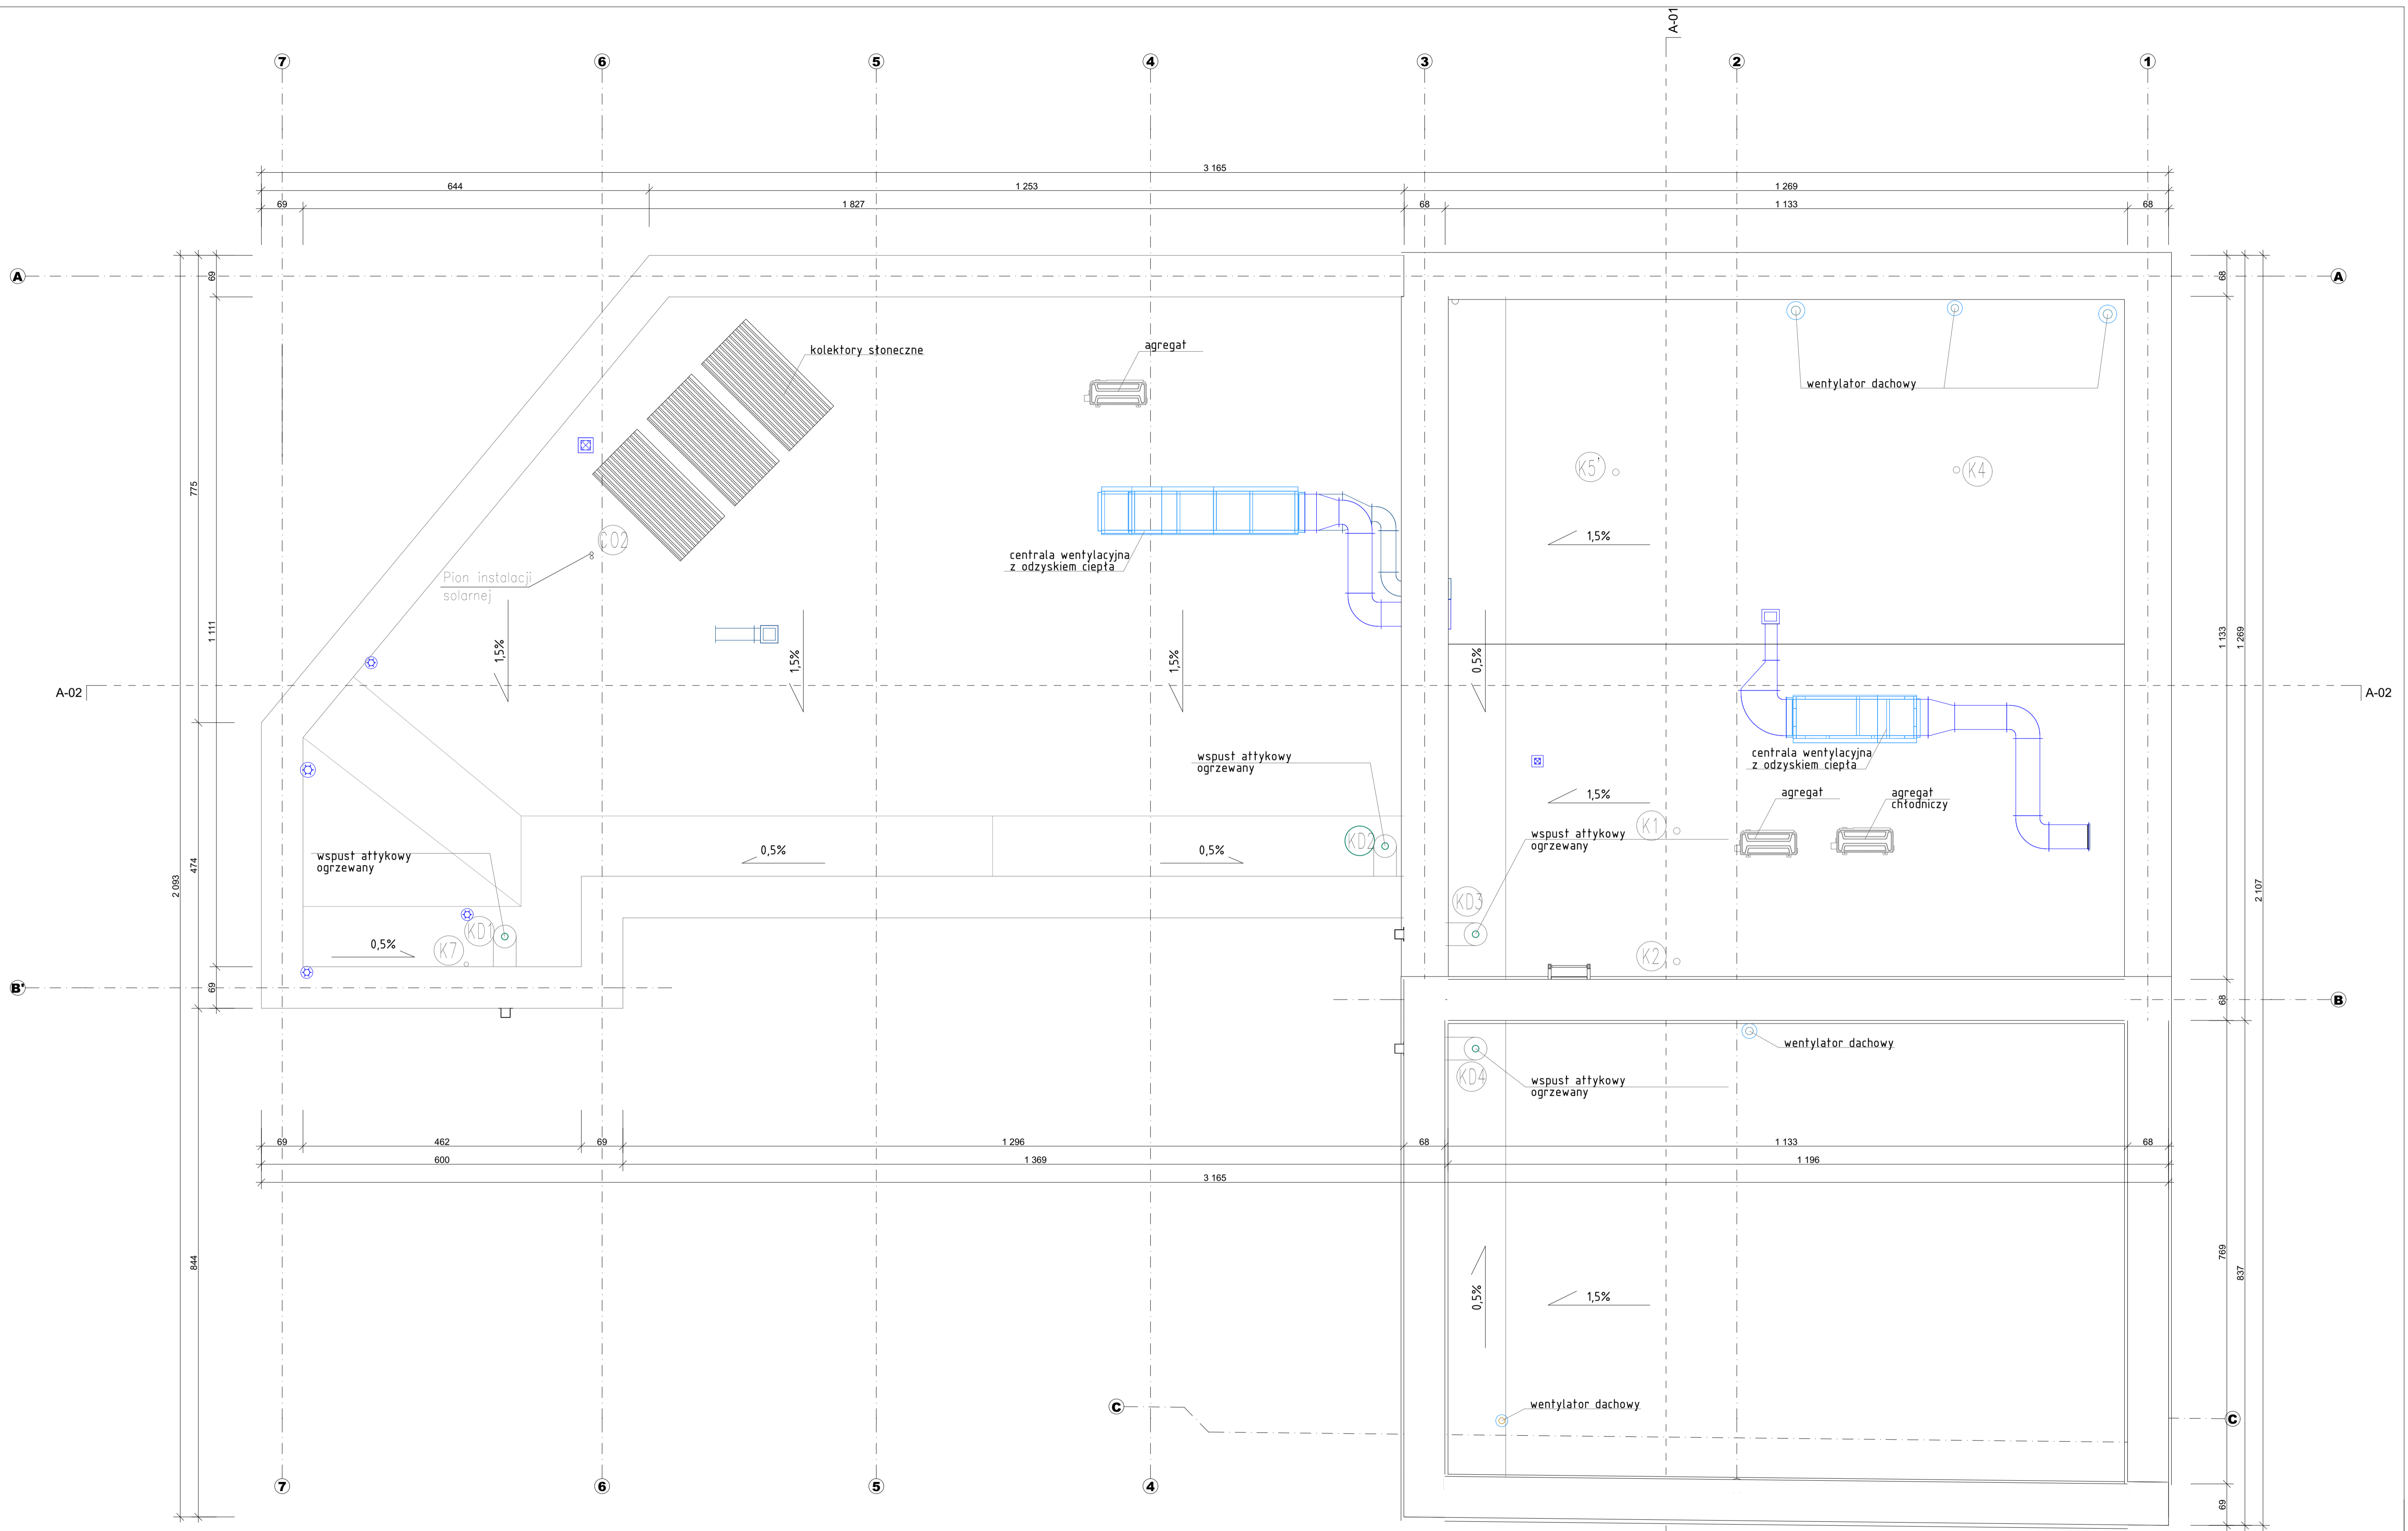 A-01
7
6
5
4
3
2
1
3 165
644
1 253
1 269
69
1 827
68
1 133
68
A
A
69
68
kolektory słoneczne
agregat
wentylator dachowy
K5'
K4
775
CO2
1,5%
centrala wentylacyjna
z odzyskiem ciepła
Pion instalacji
solarnej
1 111
1,5%
1,5%
1,5%
0,5%
1 133
1 269
A-02
A-02
wspust attykowy
ogrzewany
centrala wentylacyjna
z odzyskiem ciepła
1,5%
agregat
agregat
chłodniczy
K1
KD2
wspust attykowy
ogrzewany
0,5%
0,5%
wspust attykowy
ogrzewany
474
2 093
2 107
KD3
KD1
K7
0,5%
K2
B'
69
68
B
wentylator dachowy
KD4
wspust attykowy
ogrzewany
69
462
69
1 296
68
1 133
68
600
1 369
1 196
3 165
844
769
837
0,5%
1,5%
C
wentylator dachowy
C
7
6
5
4
69